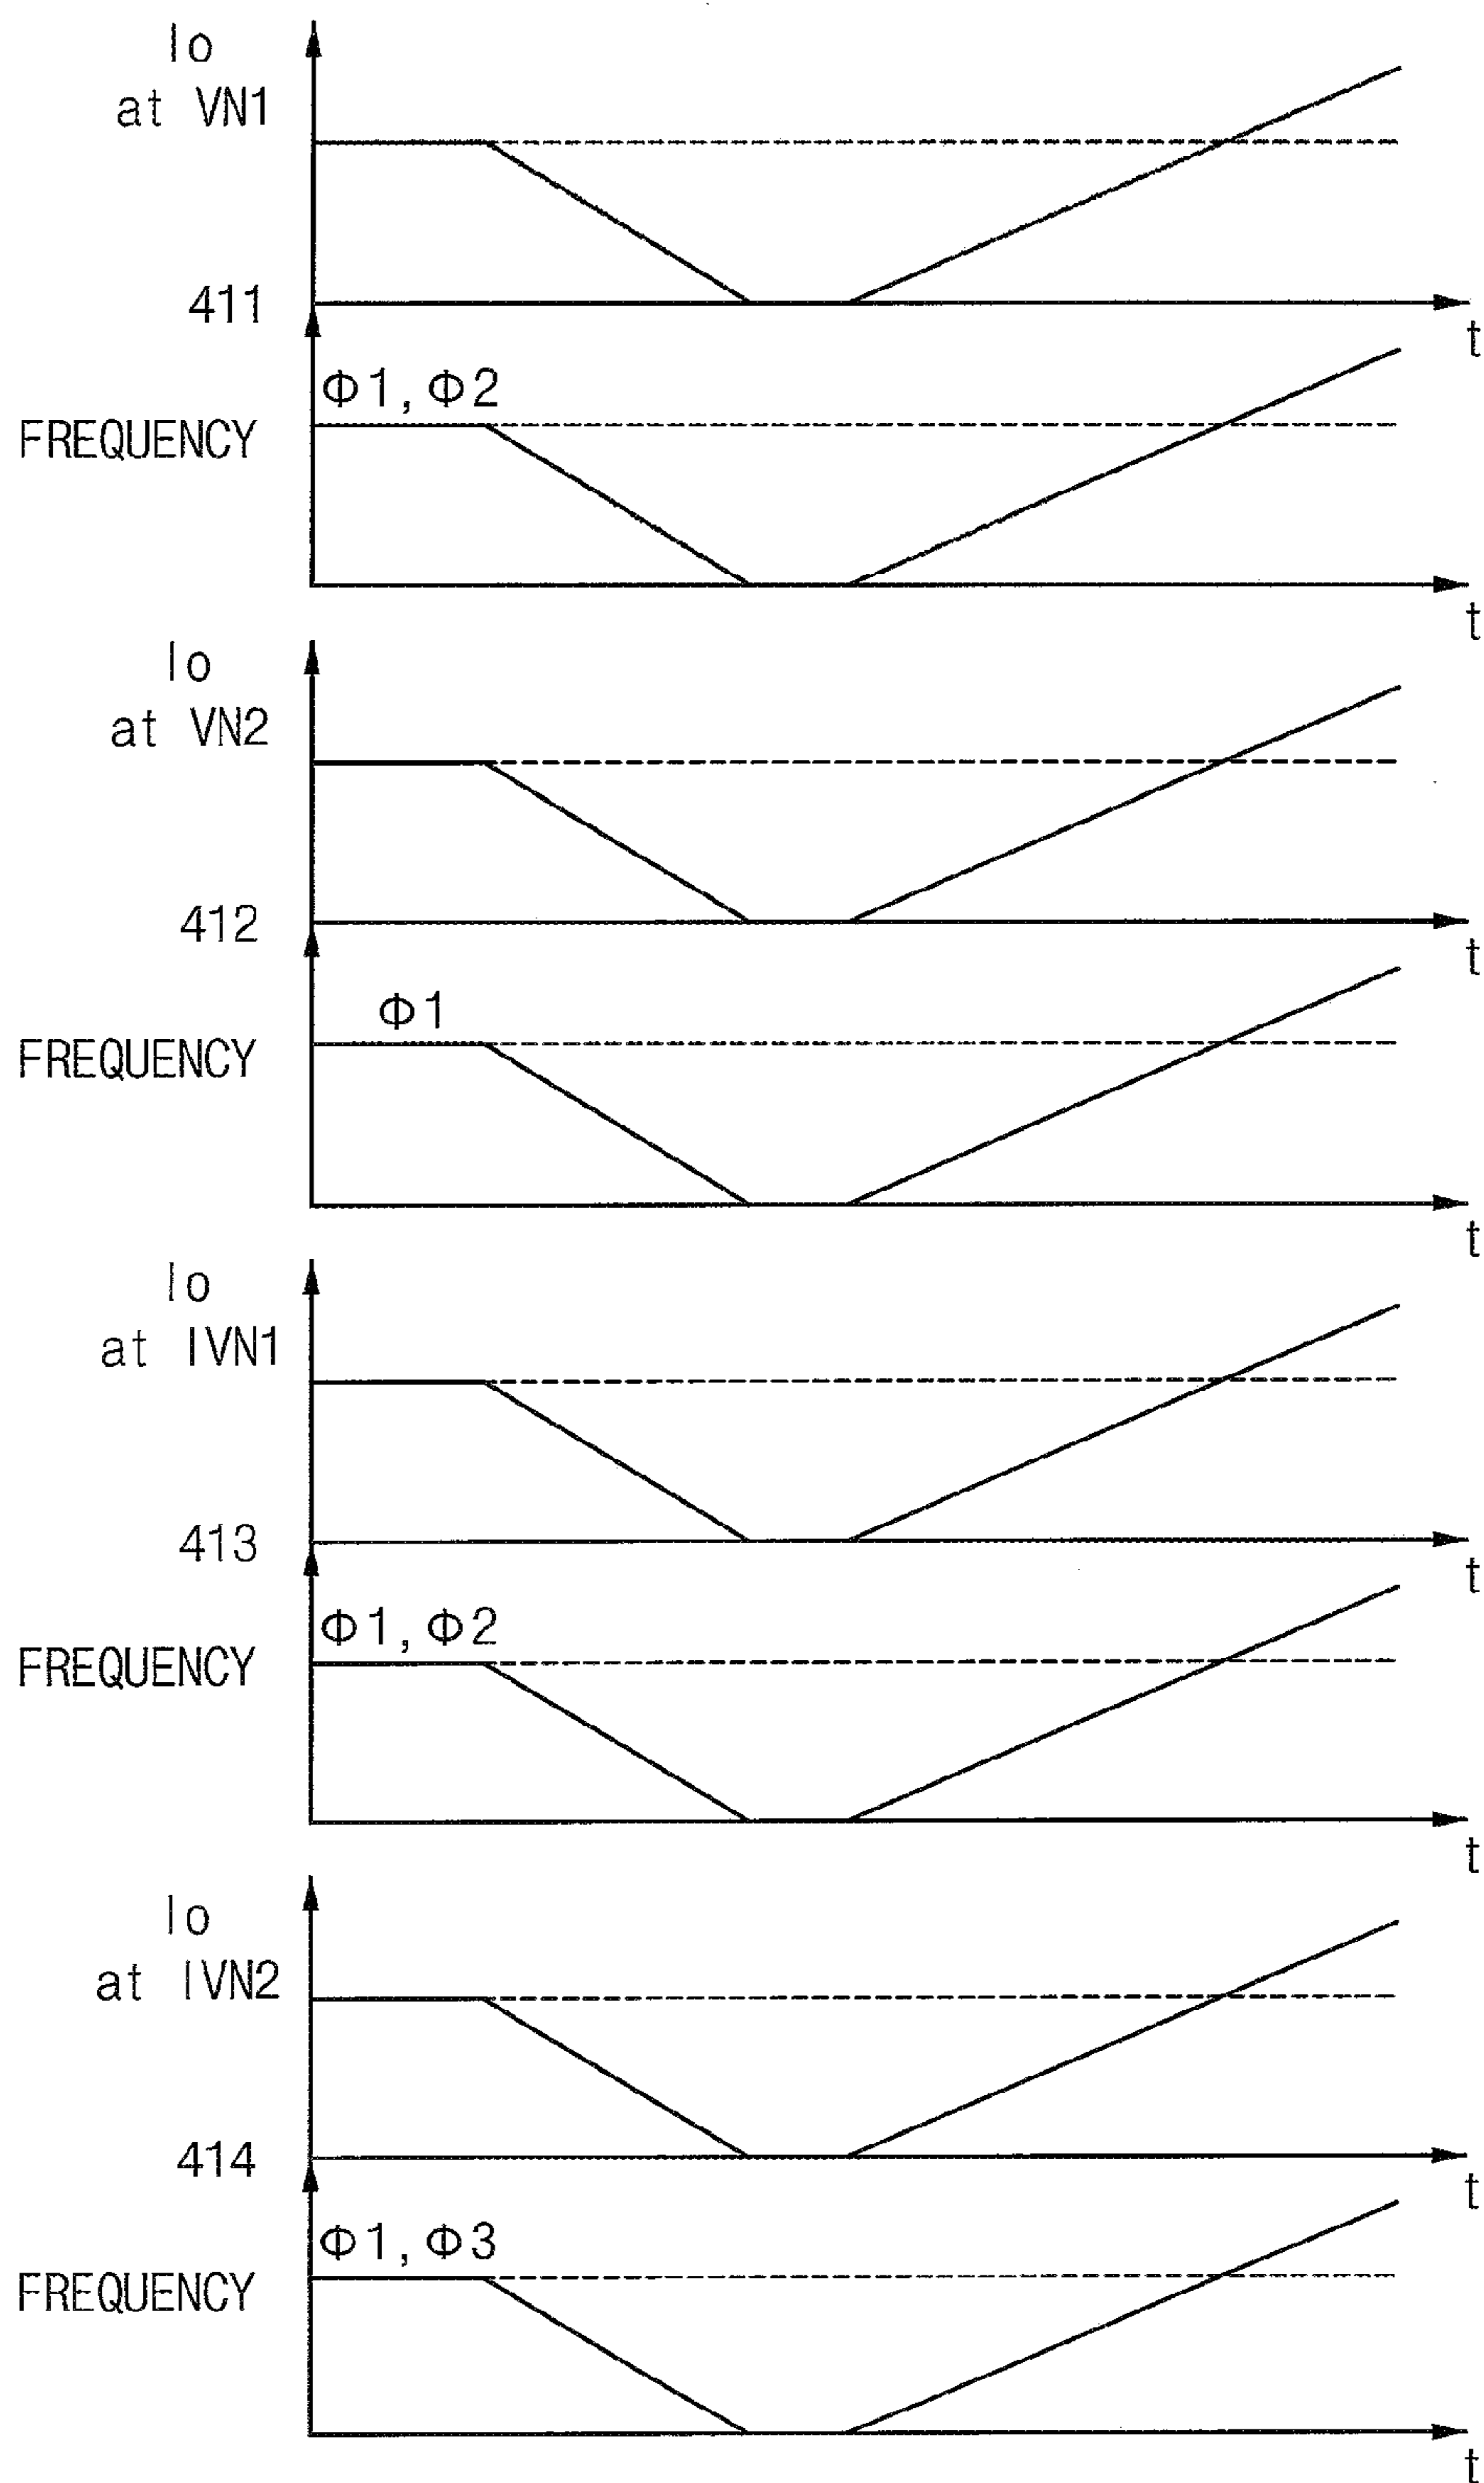 Io
at VN1
411
t
Φ1, Φ2
FREQUENCY
t
Io
at VN2
412
t
Φ1
FREQUENCY
t
Io
at IVN1
413
t
Φ1, Φ2
FREQUENCY
t
Io
at IVN2
414
t
Φ1, Φ3
FREQUENCY
t